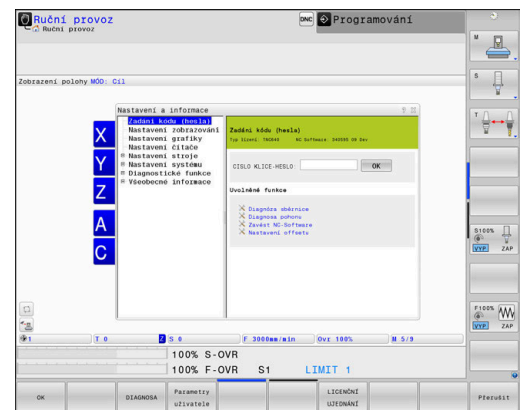 Ruční provoz
Ruční provoz
DNC
Programování
Zobrazení polohy MÓD: Cíl
Nastavení a informace
Zadání kódu (hesla)
Nastavení zobrazování
Nastavení grafiky
Nastavení čítače
Nastavení stroje
Nastavení systému
Diagnostické funkce
Všeobecné informace
Zadání kódu (hesla)
CISLO KLICE-HESLO:
OK
Uvolněné funkce
Diagnóza sběrnice
Diagnosa pohonu
Zavést NC-Software
Nastavení offsetu
X
Y
Z
A
C
M
S
T
S100%
VYP ZAP
F100%
VYP ZAP
1
T 0
Z S 0
F 3000mm/min
Ovr 100%
M 5/9
100% S-OVR
100% F-OVR S1 LIMIT 1
OK
DIAGNOSA
Parametry
uživatele
LICENČNÍ
UJEDNÁNÍ
Přerušit